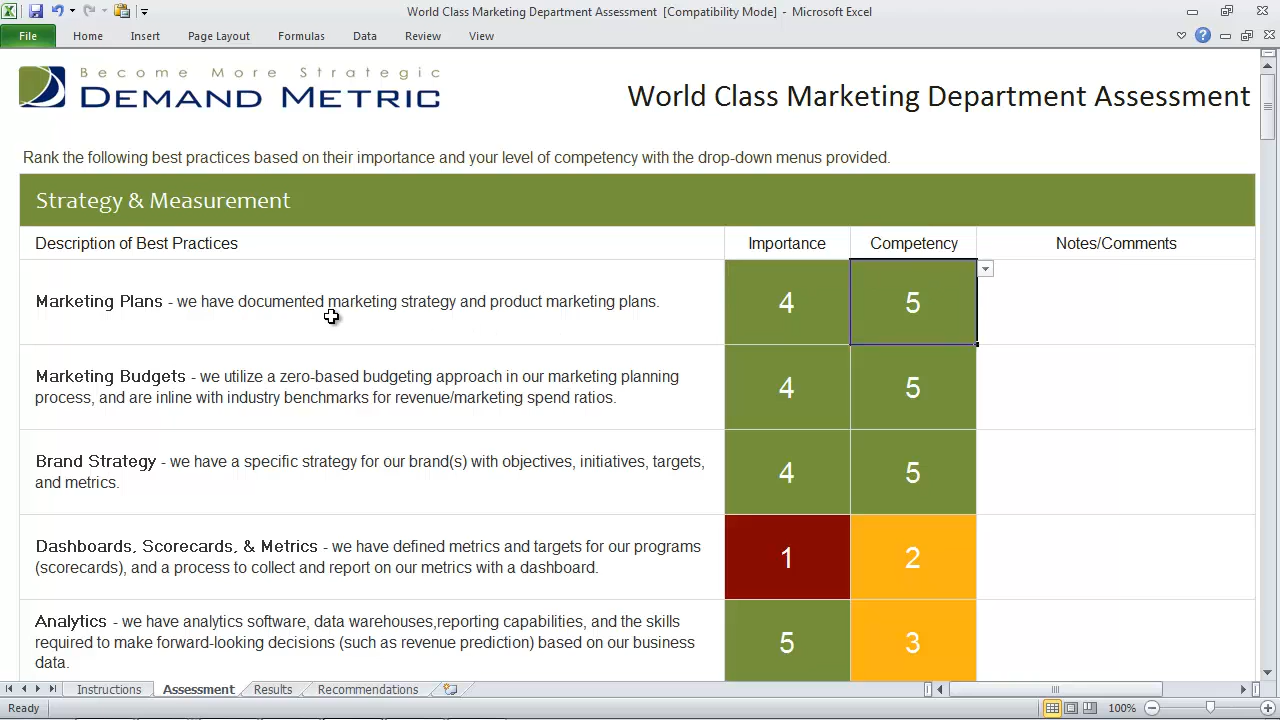 World Class Marketing Department Assessment [Compatibility Mode] - Microsoft Excel
File Home Insert Page Layout Formulas Data Review View
Become More Strategic
DEMAND METRIC
World Class Marketing Department Assessment
Rank the following best practices based on their importance and your level of competency with the drop-down menus provided.
Strategy & Measurement
Description of Best Practices Importance Competency Notes/Comments
Marketing Plans - we have documented marketing strategy and product marketing plans. 4 5
Marketing Budgets - we utilize a zero-based budgeting approach in our marketing planning
process; and are inline with industry benchmarks for revenue/marketing spend ratios. 4 5
Brand Strategy - we have a specific strategy for our brand(s) with objectives, initiatives, targets,
and metrics. 4 5
Dashboards, Scorecards, & Metrics - we have defined metrics and targets for our programs
(scorecards), and a process to collect and report on our metrics with a dashboard. 1 2
Analytics - we have analytics software, data warehouses,reporting capabilities, and the skills
required to make forward-looking decisions (such as revenue prediction) based on our business
data. 5 3
Instructions Assessment Results Recommendations
Ready 100%